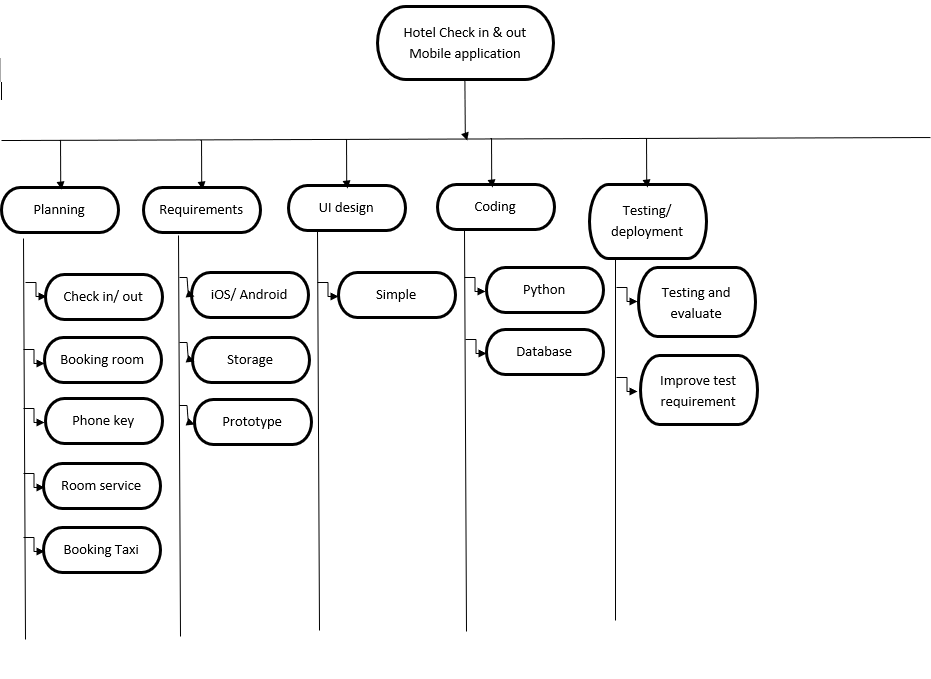 Hotel Check in & out
Mobile application
Planning
Requirements
UI design
Coding
Testing/
deployment
Check in/ out
Booking room
Phone key
Room service
Booking Taxi
iOS/ Android
Storage
Prototype
Simple
Python
Database
Testing and
evaluate
Improve test
requirement